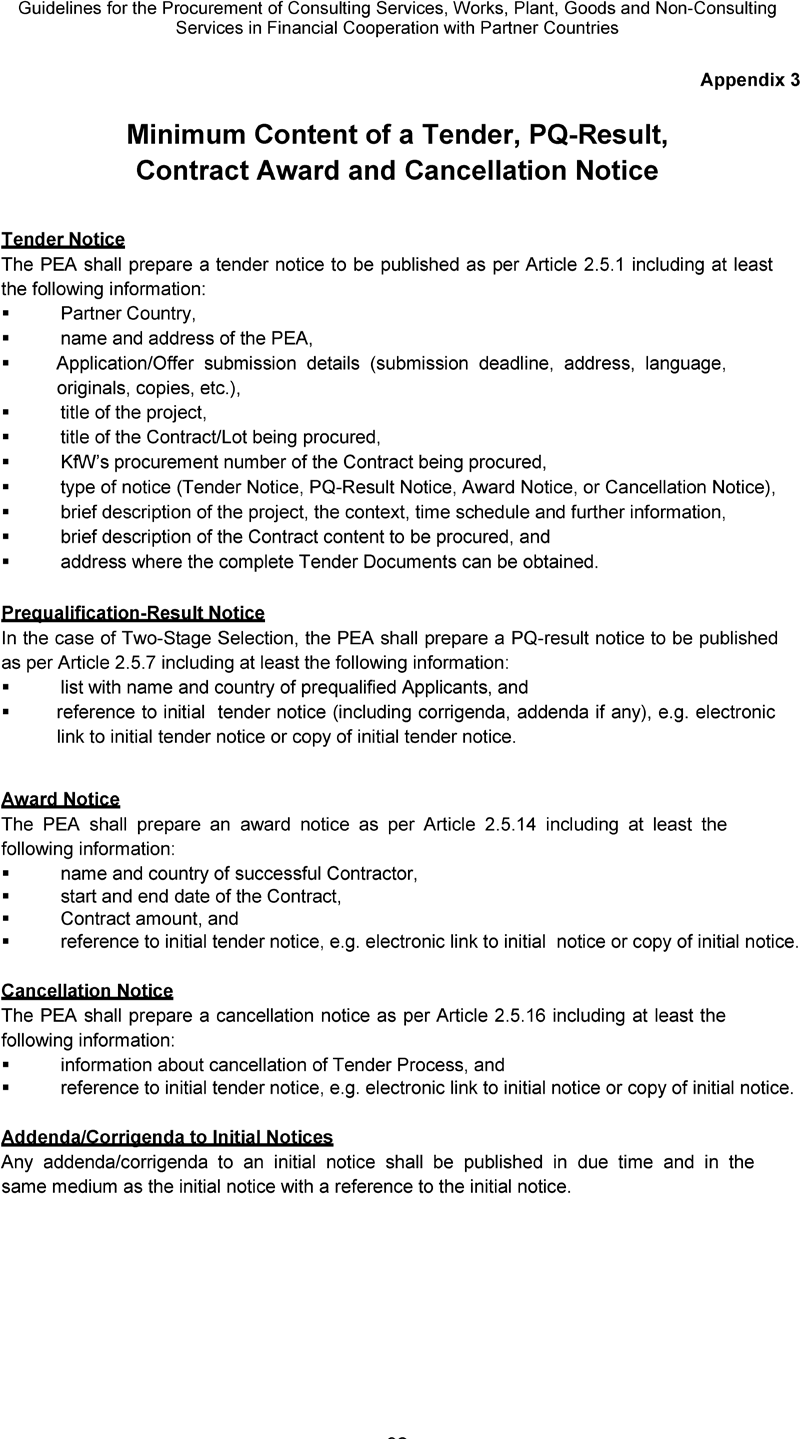 Guidelines for the Procurement of Consulting Services, Works, Plant, Goods and Non-Consulting
Services in Financial Cooperation with Partner Countries
Appendix 3
Minimum Content of a Tender, PQ-Result,
Contract Award and Cancellation Notice
Tender Notice
The PEA shall prepare a tender notice to be published as per Article 2.5.1 including at least
the following information:
▪ Partner Country,
▪ name and address of the PEA,
▪ Application/Offer submission details (submission deadline, address, language,
originals, copies, etc.),
▪ title of the project,
▪ title of the Contract/Lot being procured,
▪ KfW's procurement number of the Contract being procured,
▪ type of notice (Tender Notice, PQ-Result Notice, Award Notice, or Cancellation Notice),
▪ brief description of the project, the context, time schedule and further information,
▪ brief description of the Contract content to be procured, and
▪ address where the complete Tender Documents can be obtained.
Prequalification-Result Notice
In the case of Two-Stage Selection, the PEA shall prepare a PQ-result notice to be published
as per Article 2.5.7 including at least the following information:
▪ list with name and country of prequalified Applicants, and
▪ reference to initial tender notice (including corrigenda, addenda if any), e.g. electronic
link to initial tender notice or copy of initial tender notice.
Award Notice
The PEA shall prepare an award notice as per Article 2.5.14 including at least the
following information:
▪ name and country of successful Contractor,
▪ start and end date of the Contract,
▪ Contract amount, and
▪ reference to initial tender notice, e.g. electronic link to initial notice or copy of initial notice.
Cancellation Notice
The PEA shall prepare a cancellation notice as per Article 2.5.16 including at least the
following information:
▪ information about cancellation of Tender Process, and
▪ reference to initial tender notice, e.g. electronic link to initial notice or copy of initial notice.
Addenda/Corrigenda to Initial Notices
Any addenda/corrigenda to an initial notice shall be published in due time and in the
same medium as the initial notice with a reference to the initial notice.